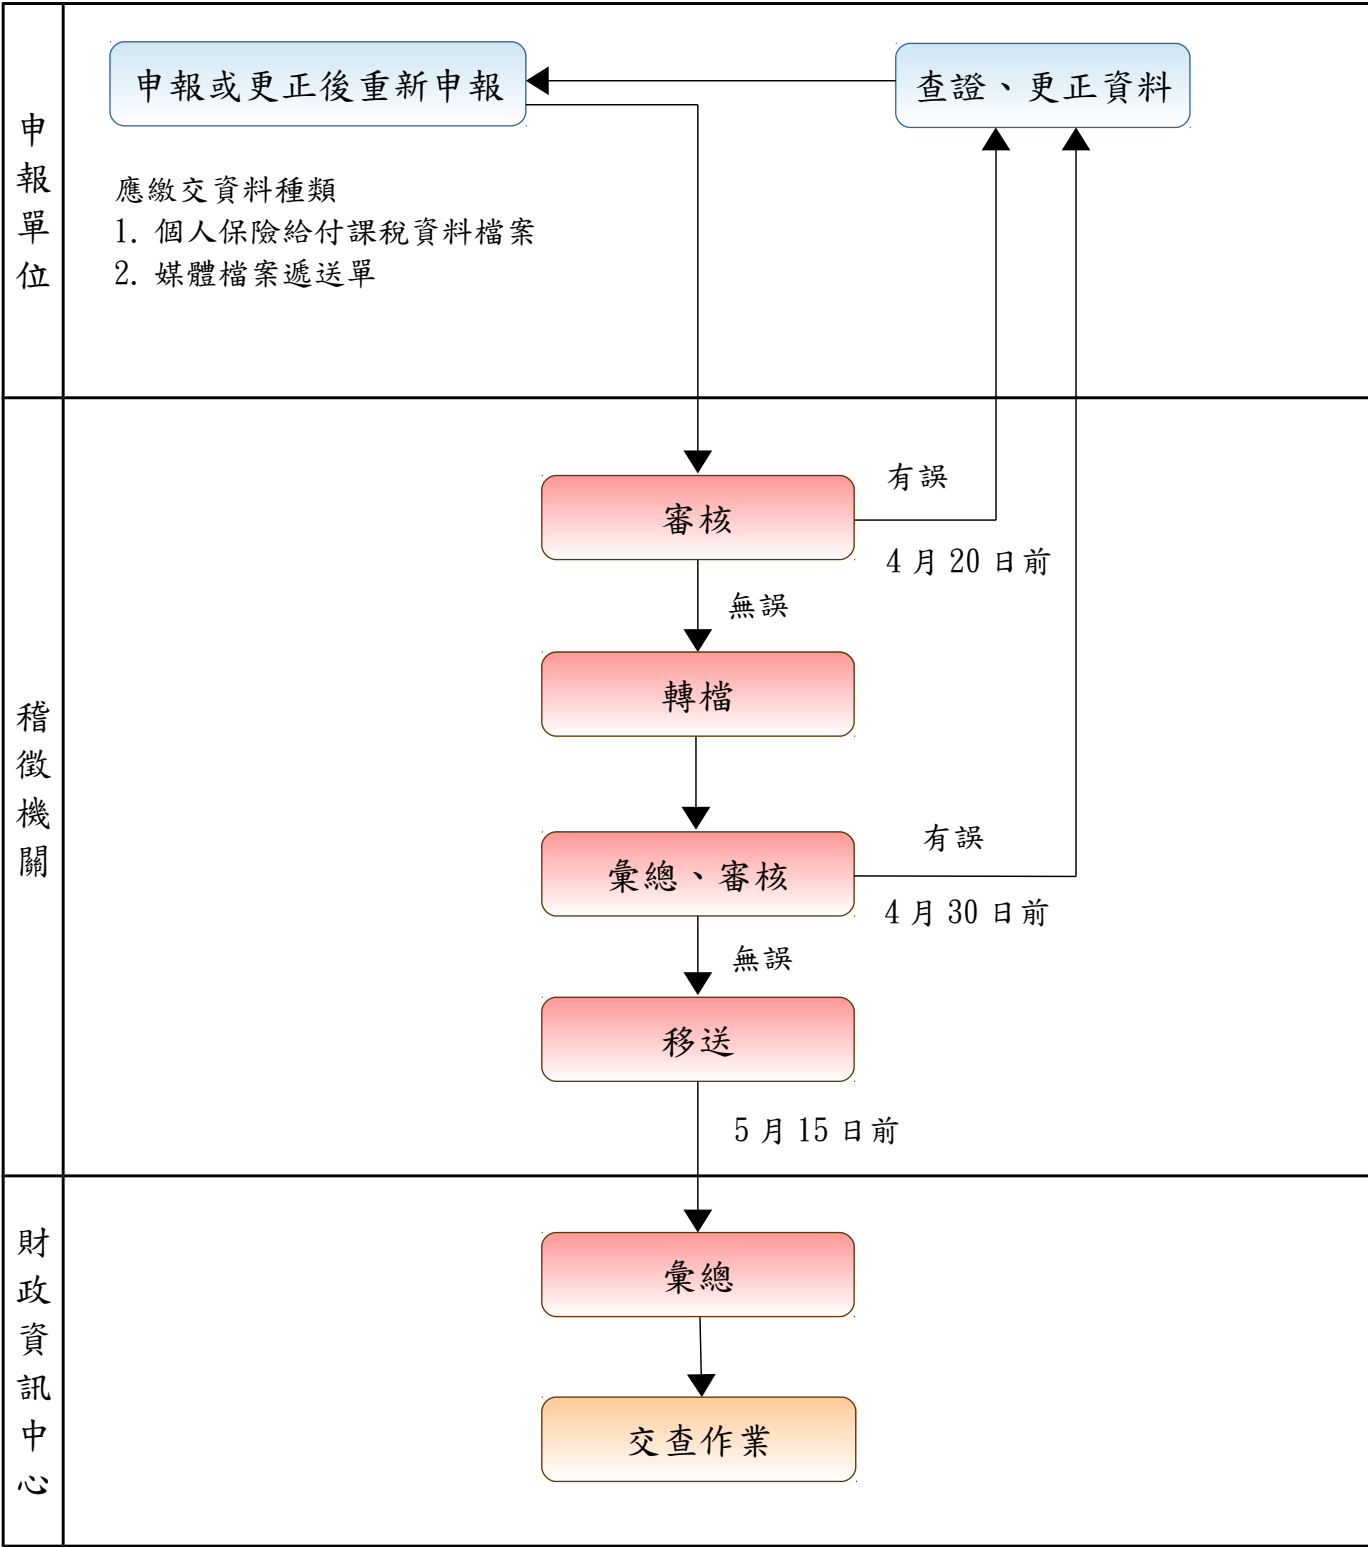 申報單位
申報或更正後重新申報
查證、更正資料
應繳交資料種類
1. 個人保險給付課稅資料檔案
2. 媒體檔案遞送單
稽徵機關
審核
有誤
4月20日前
無誤
轉檔
彙總、審核
有誤
4月30日前
無誤
移送
5月15日前
財政資訊中心
彙總
交查作業